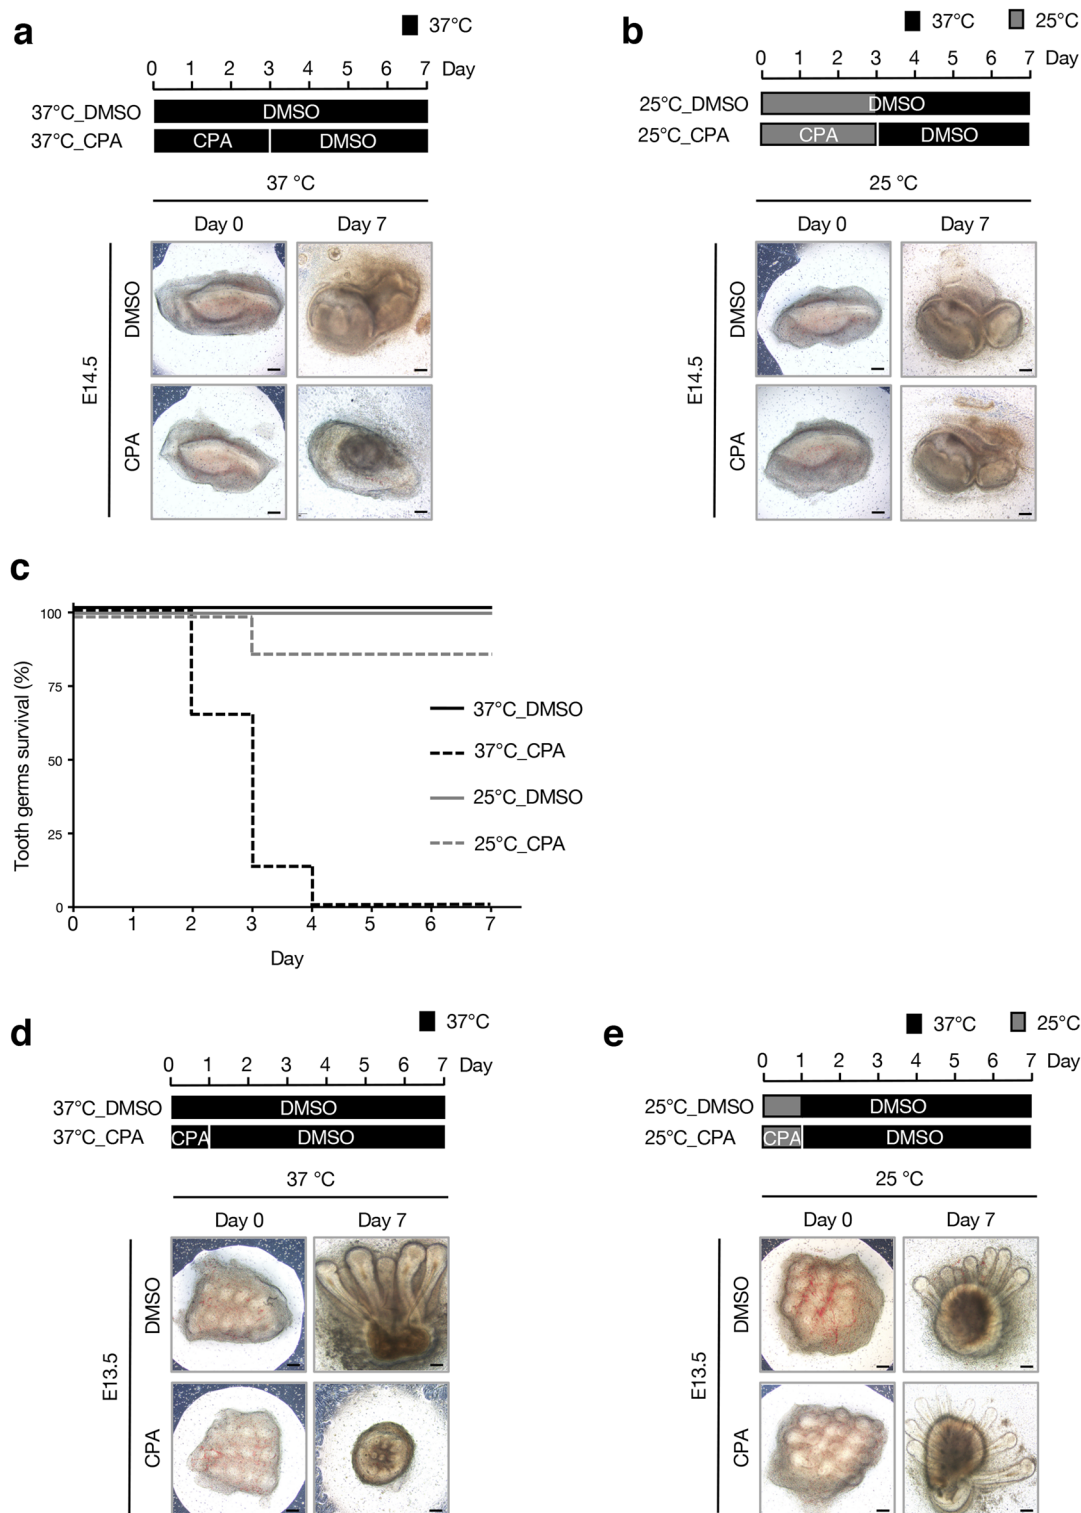 a
37°C
0 1 2 3 4 5 6 7 Day
37°C_DMSO DMSO
37°C_CPA CPA DMSO
37 °C
Day 0 Day 7
E14.5
DMSO
CPA
b
37°C 25°C
0 1 2 3 4 5 6 7 Day
25°C_DMSO DMSO
25°C_CPA CPA DMSO
25 °C
Day 0 Day 7
E14.5
DMSO
CPA
c
Tooth germs survival (%)
100
75
50
25
0
0 1 2 3 4 5 6 7
Day
37°C_DMSO
37°C_CPA
25°C_DMSO
25°C_CPA
d
37°C
0 1 2 3 4 5 6 7 Day
37°C_DMSO DMSO
37°C_CPA CPA DMSO
37 °C
Day 0 Day 7
E13.5
DMSO
CPA
e
37°C 25°C
0 1 2 3 4 5 6 7 Day
25°C_DMSO DMSO
25°C_CPA CPA DMSO
25 °C
Day 0 Day 7
E13.5
DMSO
CPA